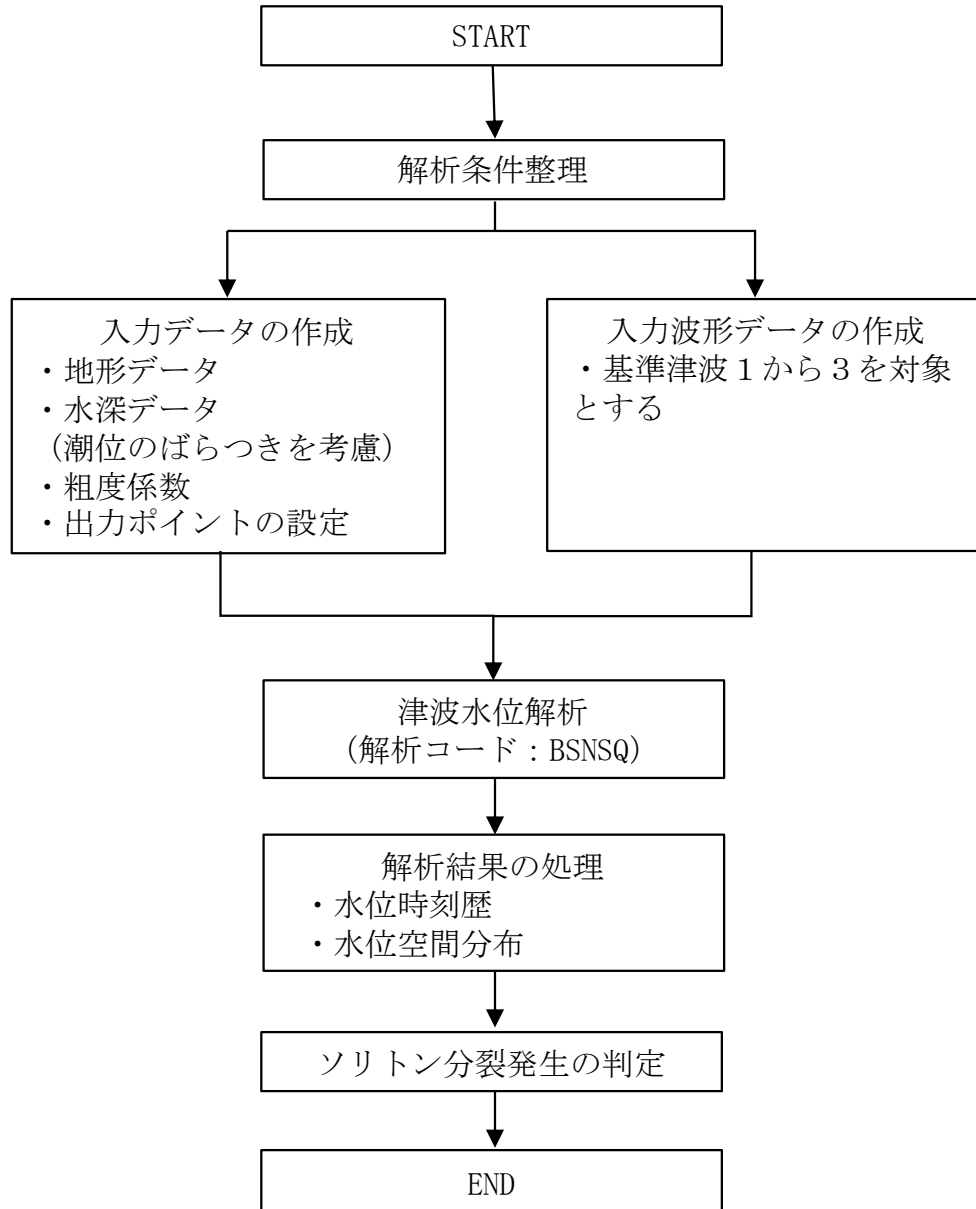 START
解析条件整理
入力データの作成
・地形データ
・水深データ
（潮位のばらつきを考慮）
・粗度係数
・出力ポイントの設定
入力波形データの作成
・基準津波１から３を対象
とする
津波水位解析
（解析コード：BSNSQ）
解析結果の処理
・水位時刻歴
・水位空間分布
ソリトン分裂発生の判定
END